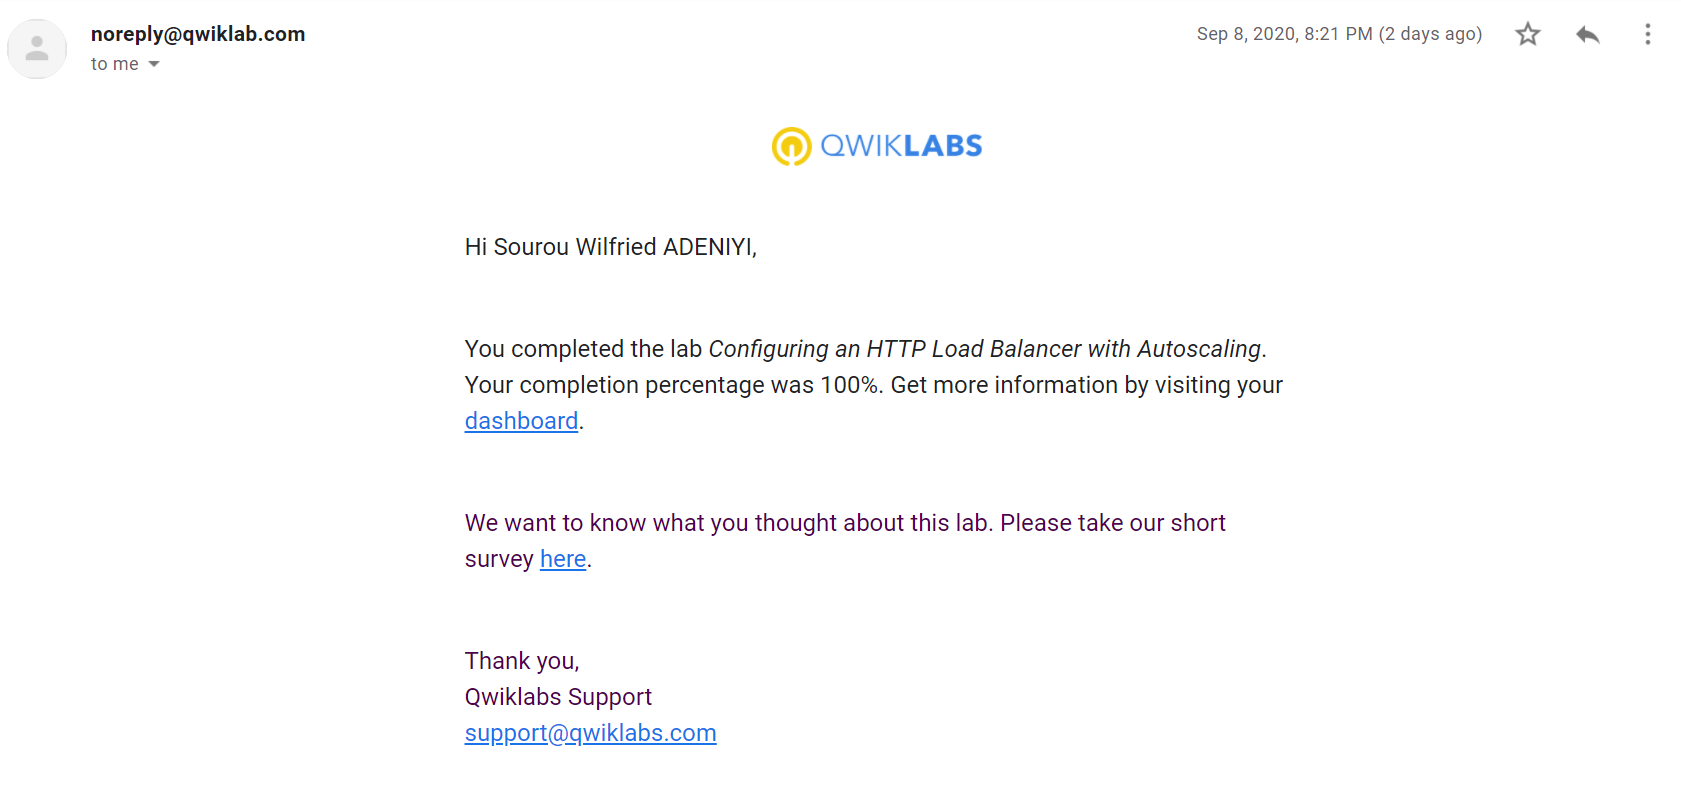 noreply@qwiklab.com
Sep 8, 2020, 8:21 PM (2 days ago)
to me
QWIKLABS
Hi Sourou Wilfried ADENIYI,
You completed the lab Configuring an HTTP Load Balancer with Autoscaling.
Your completion percentage was 100%. Get more information by visiting your
dashboard.
We want to know what you thought about this lab. Please take our short
survey here.
Thank you,
Qwiklabs Support
support@qwiklabs.com